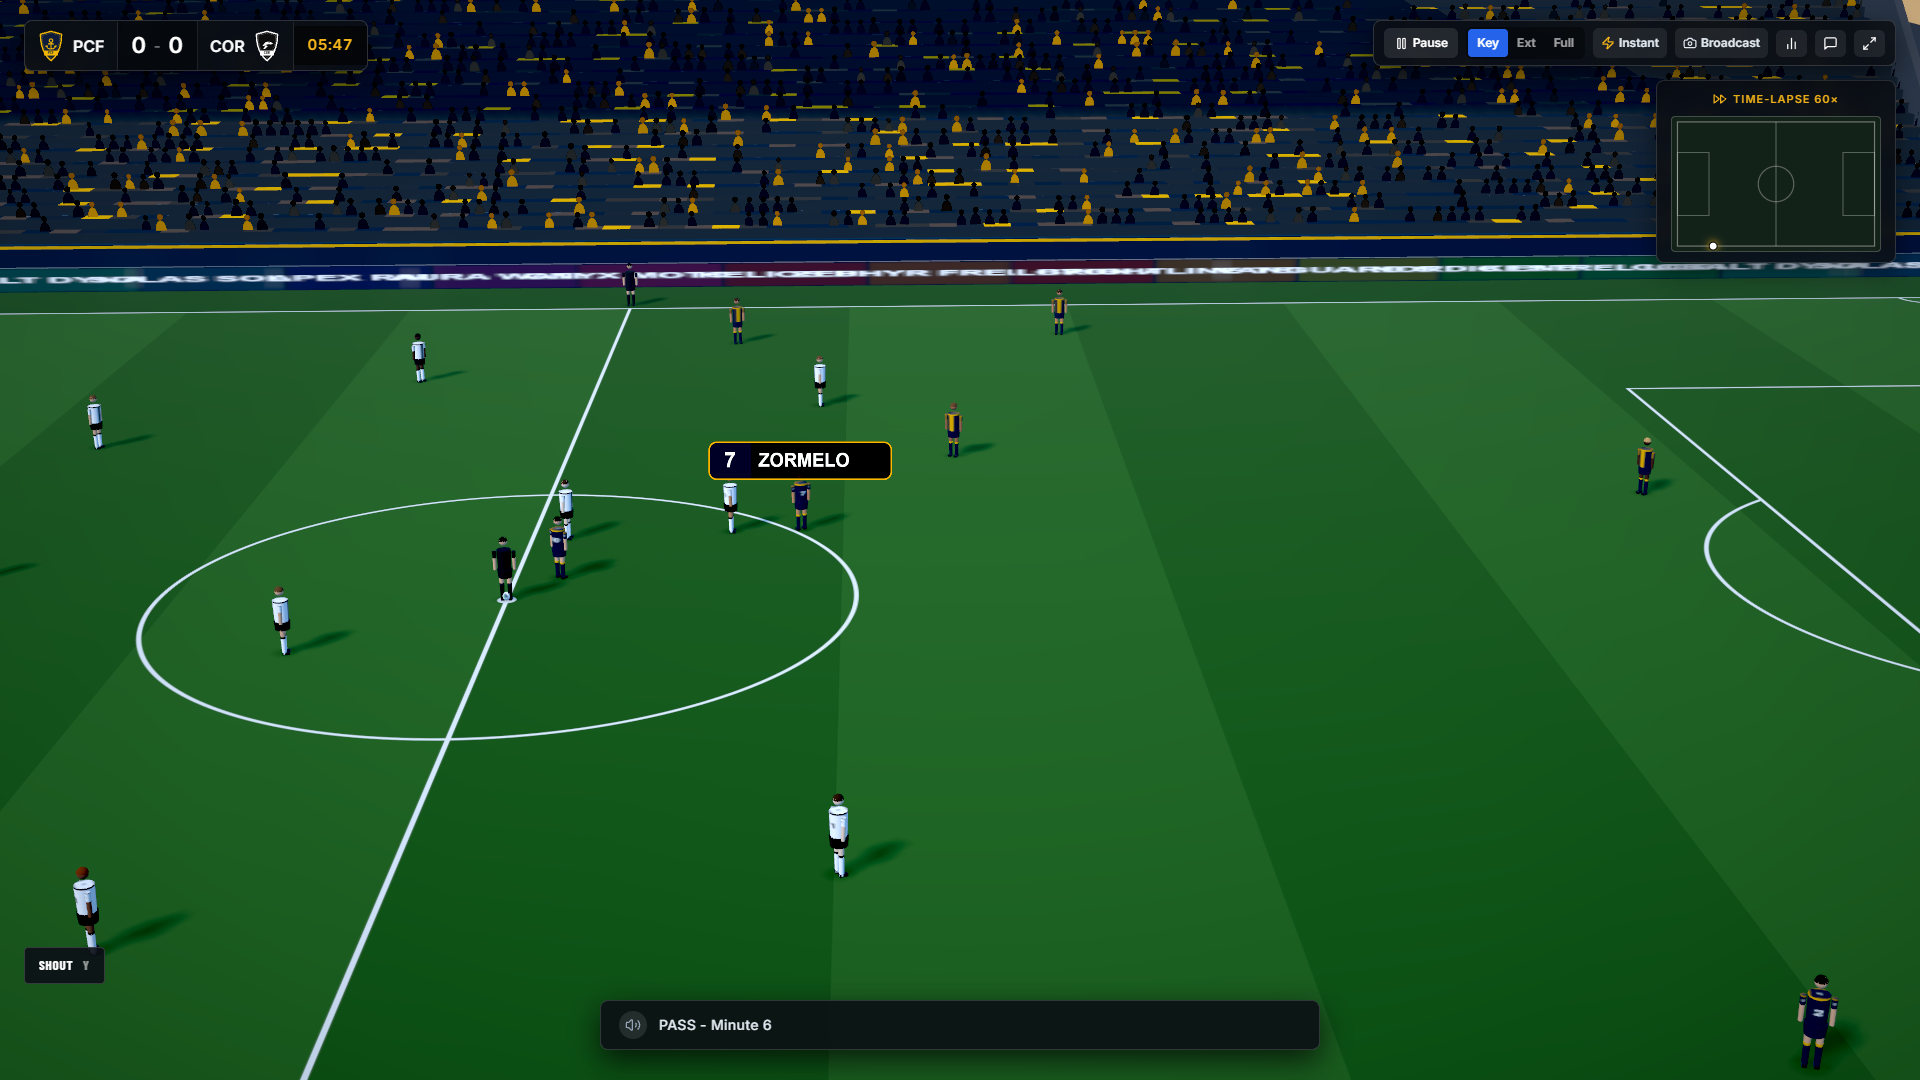 PCF 0 - 0 COR 05:47
Pause Key Ext Full Instant Broadcast
TIME-LAPSE 60×
7 ZORMELO
SHOUT Y
PASS - Minute 6